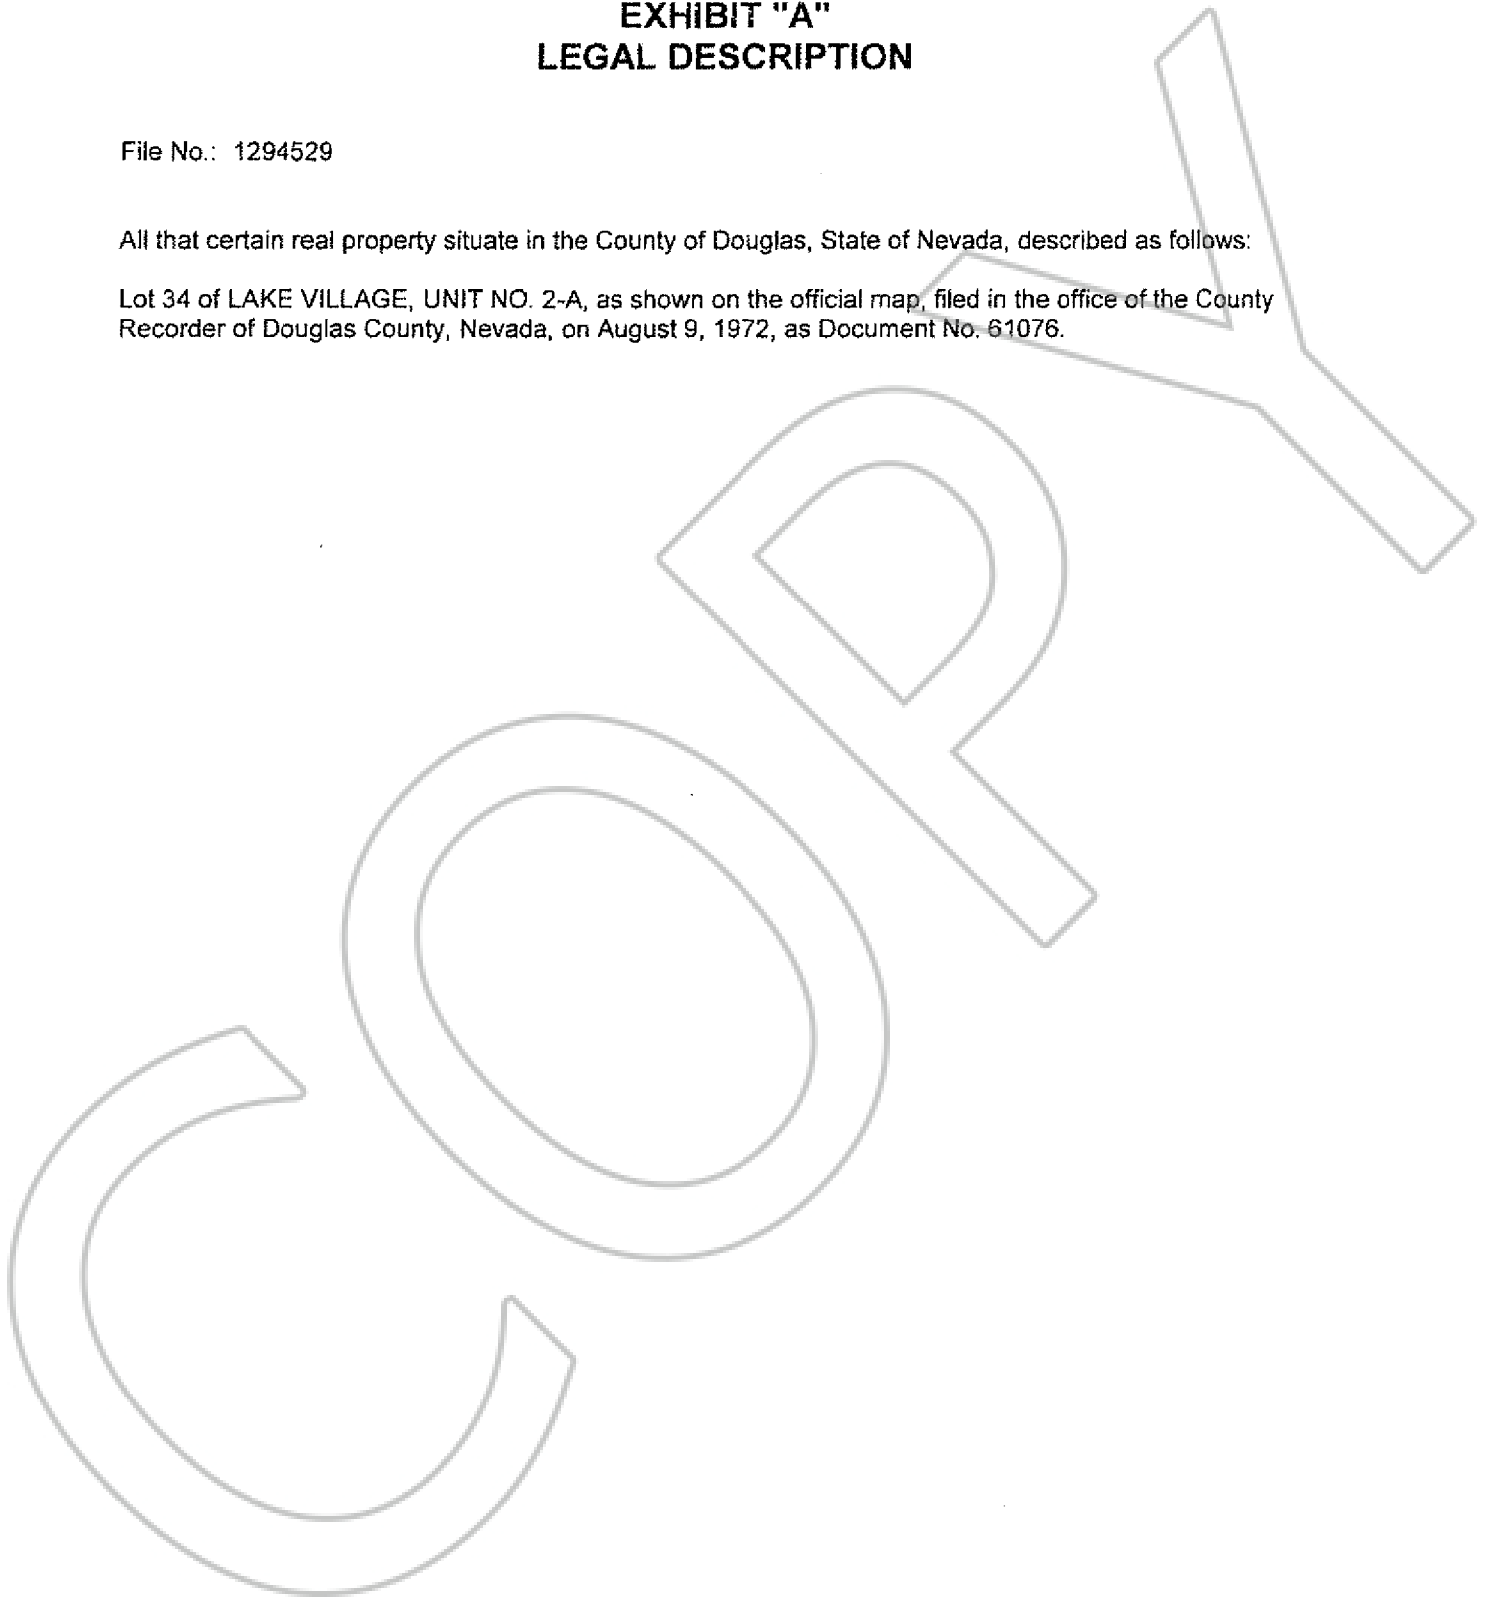 EXHIBIT "A"
LEGAL DESCRIPTION
File No.: 1294529
All that certain real property situate in the County of Douglas, State of Nevada, described as follows:
Lot 34 of LAKE VILLAGE, UNIT NO. 2-A, as shown on the official map, filed in the office of the County
Recorder of Douglas County, Nevada, on August 9, 1972, as Document No. 61076.
COPY